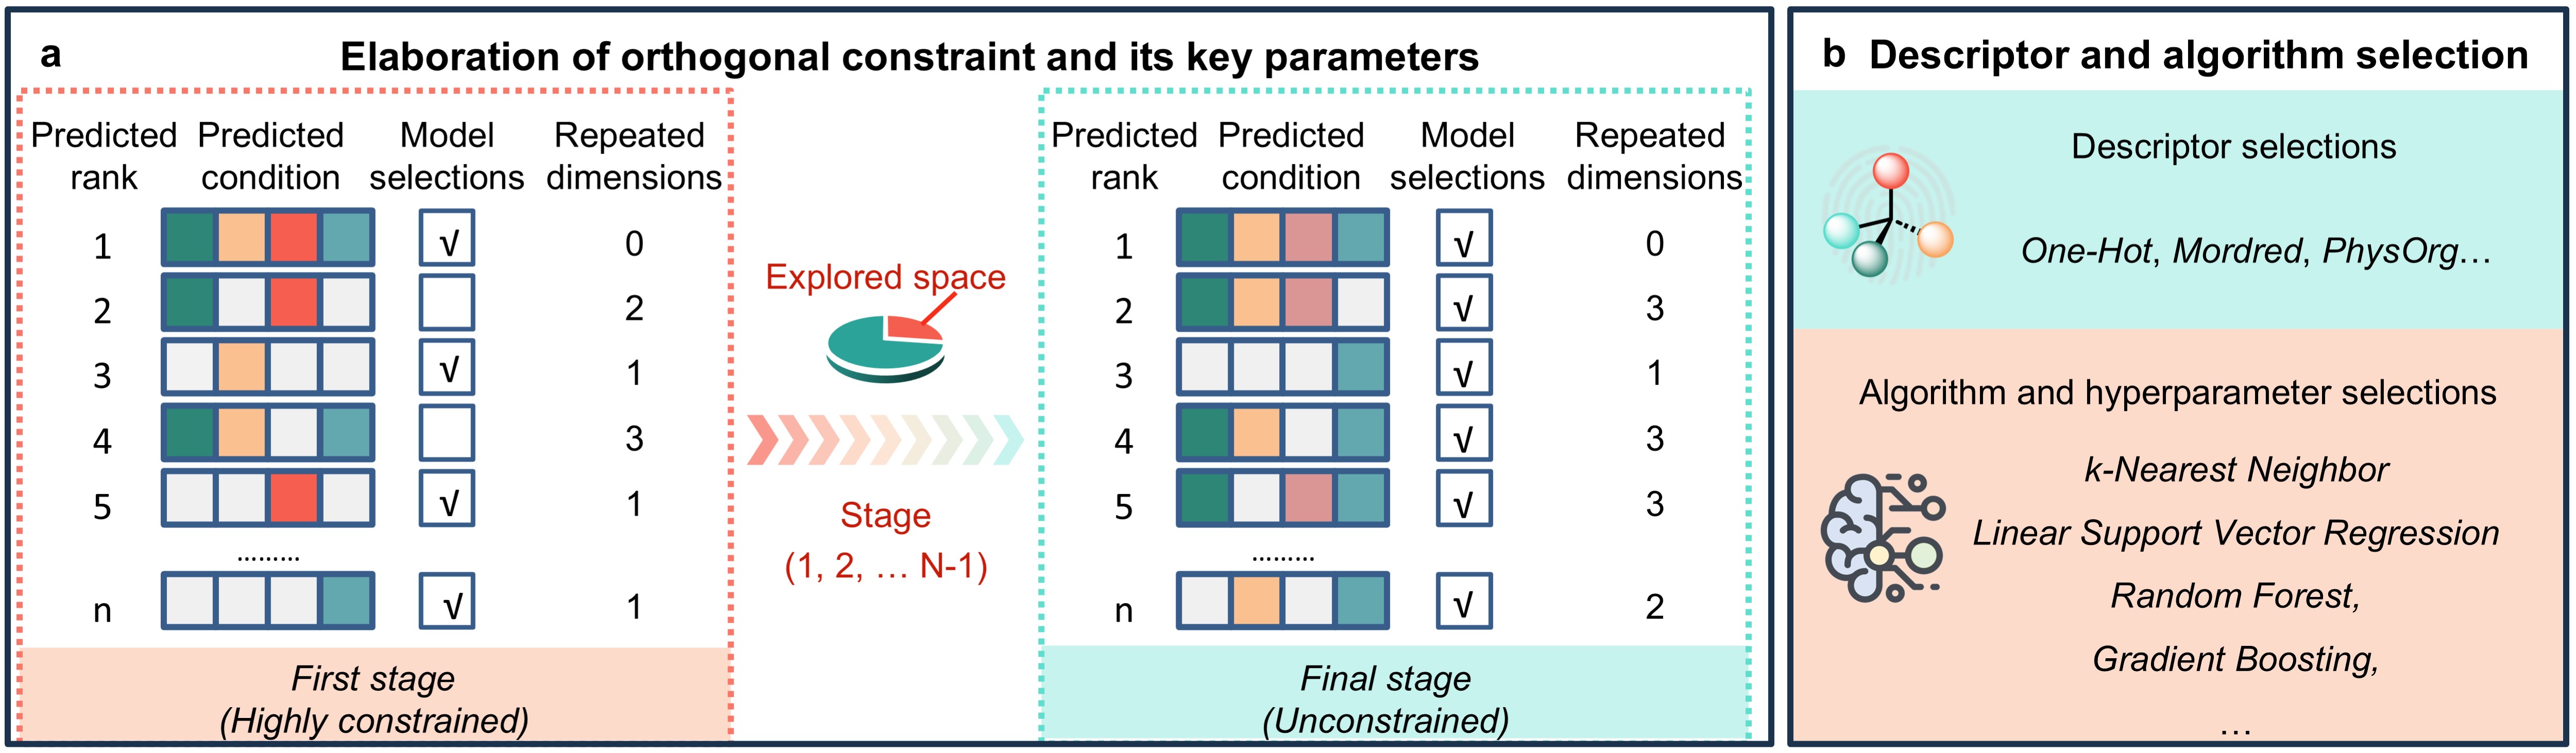 a
Elaboration of orthogonal constraint and its key parameters
Predicted rank
Predicted condition
Model selections
Repeated dimensions
1 √ 0
2 2
3 √ 1
4 3
5 √ 1
.........
n √ 1
First stage
(Highly constrained)
Explored space
Stage
(1, 2, … N-1)
Predicted rank
Predicted condition
Model selections
Repeated dimensions
1 √ 0
2 √ 3
3 √ 1
4 √ 3
5 √ 3
.........
n √ 2
Final stage
(Unconstrained)
b Descriptor and algorithm selection
Descriptor selections
One-Hot, Mordred, PhysOrg…
Algorithm and hyperparameter selections
k-Nearest Neighbor
Linear Support Vector Regression
Random Forest,
Gradient Boosting,
…